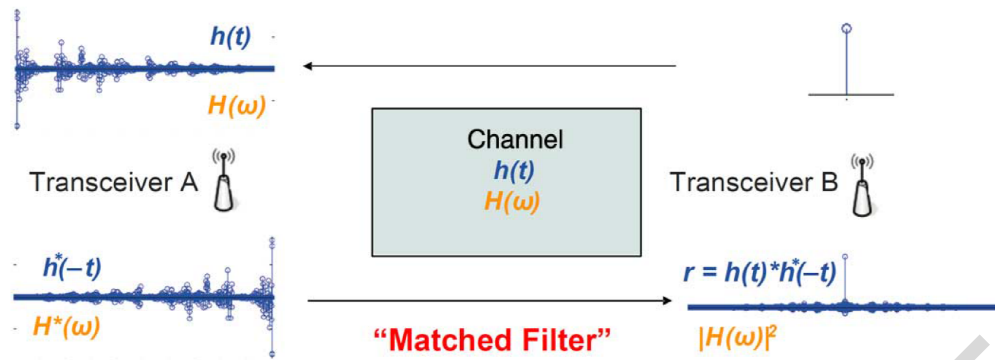 h(t)
H(ω)
Channel
h(t)
H(ω)
Transceiver A
Transceiver B
h*(−t)
H*(ω)
r = h(t)*h*(−t)
|H(ω)|²
“Matched Filter”